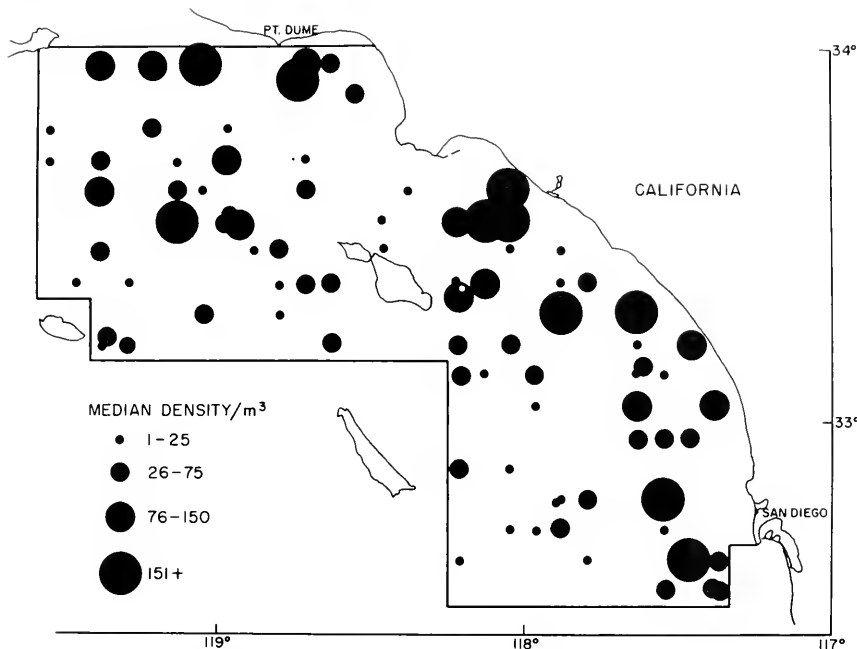 PT. DUME
34°
CALIFORNIA
MEDIAN DENSITY/m³
1-25
26-75
76-150
151+
33°
SAN DIEGO
119°
118°
117°